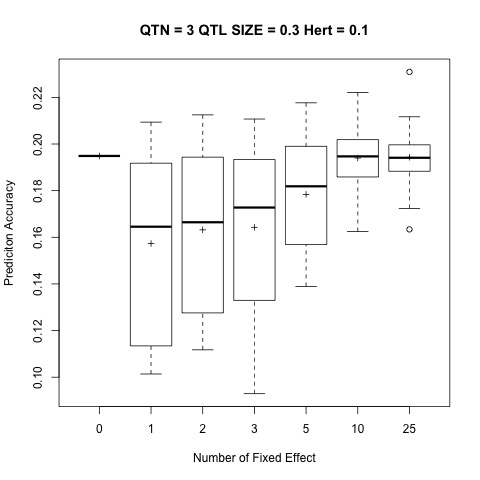 QTN = 3 QTL SIZE = 0.3 Hert = 0.1
Prediciton Accuracy
0.22
0.20
0.18
0.16
0.14
0.12
0.10
0 1 2 3 5 10 25
Number of Fixed Effect